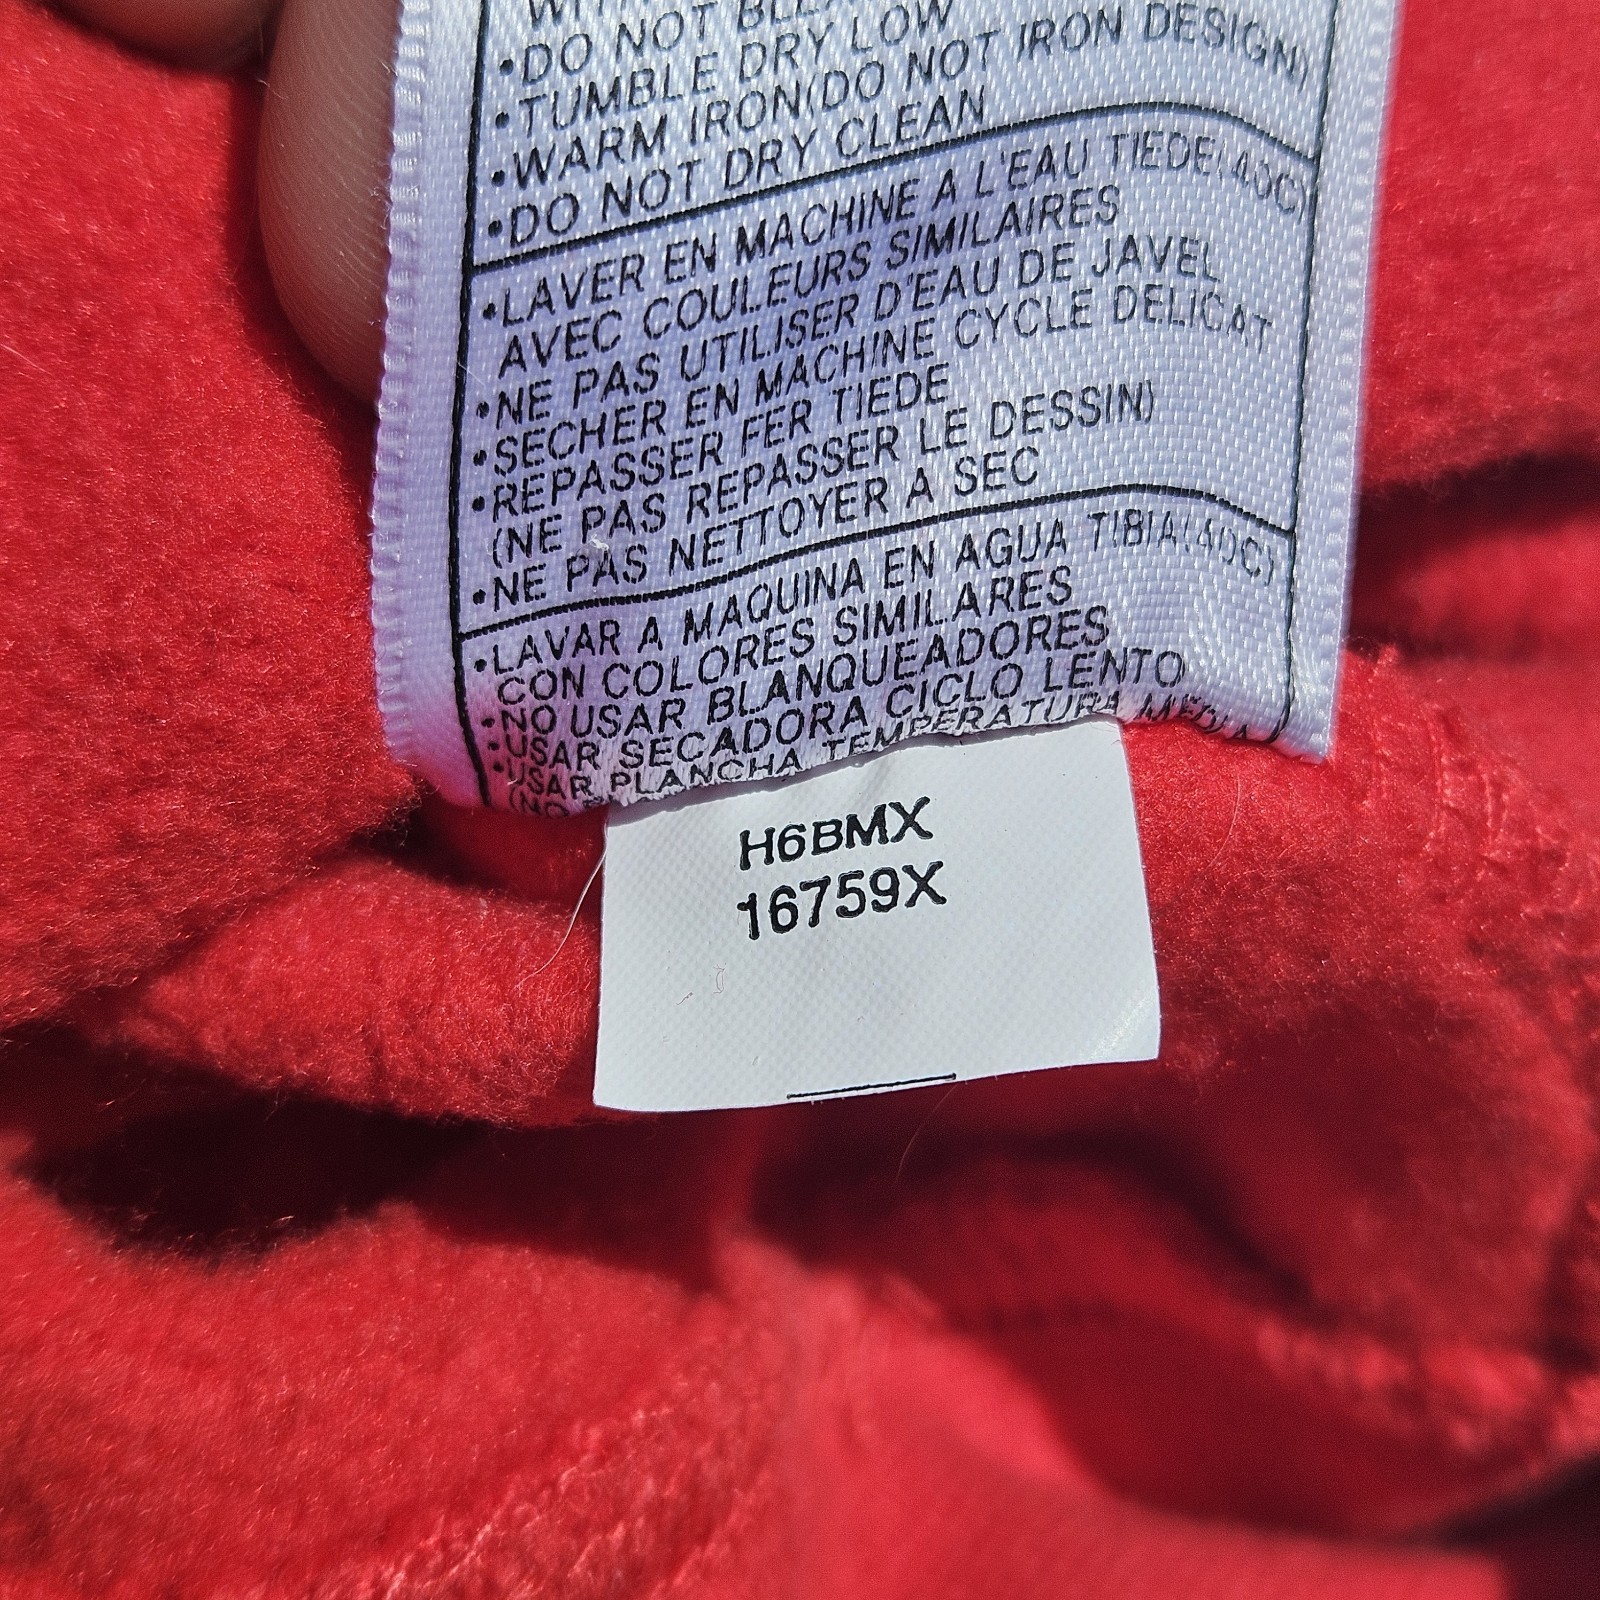 •DO NOT BLEA
•TUMBLE DRY LOW
•WARM IRON(DO NOT IRON DESIGN)
•DO NOT DRY CLEAN
•LAVER EN MACHINE A L'EAU TIEDE(40C)
AVEC COULEURS SIMILAIRES
•NE PAS UTILISER D'EAU DE JAVEL
•SECHER EN MACHINE CYCLE DELICAT
•REPASSER FER TIEDE
(NE PAS REPASSER LE DESSIN)
•NE PAS NETTOYER A SEC
•LAVAR A MAQUINA EN AGUA TIBIA(40C)
CON COLORES SIMILARES
•NO USAR BLANQUEADORES
•USAR SECADORA CICLO LENTO
•USAR PLANCHA TEMPERATURA MEDIA
(NO
H6BMX
16759X